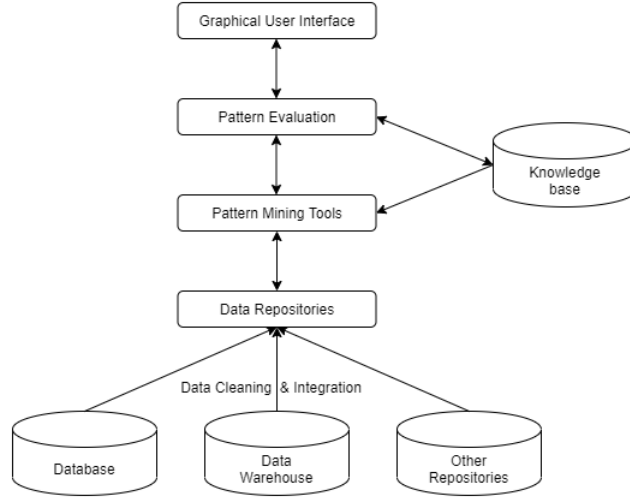 Graphical User Interface
Pattern Evaluation
Knowledge
base
Pattern Mining Tools
Data Repositories
Data Cleaning & Integration
Database
Data
Warehouse
Other
Repositories